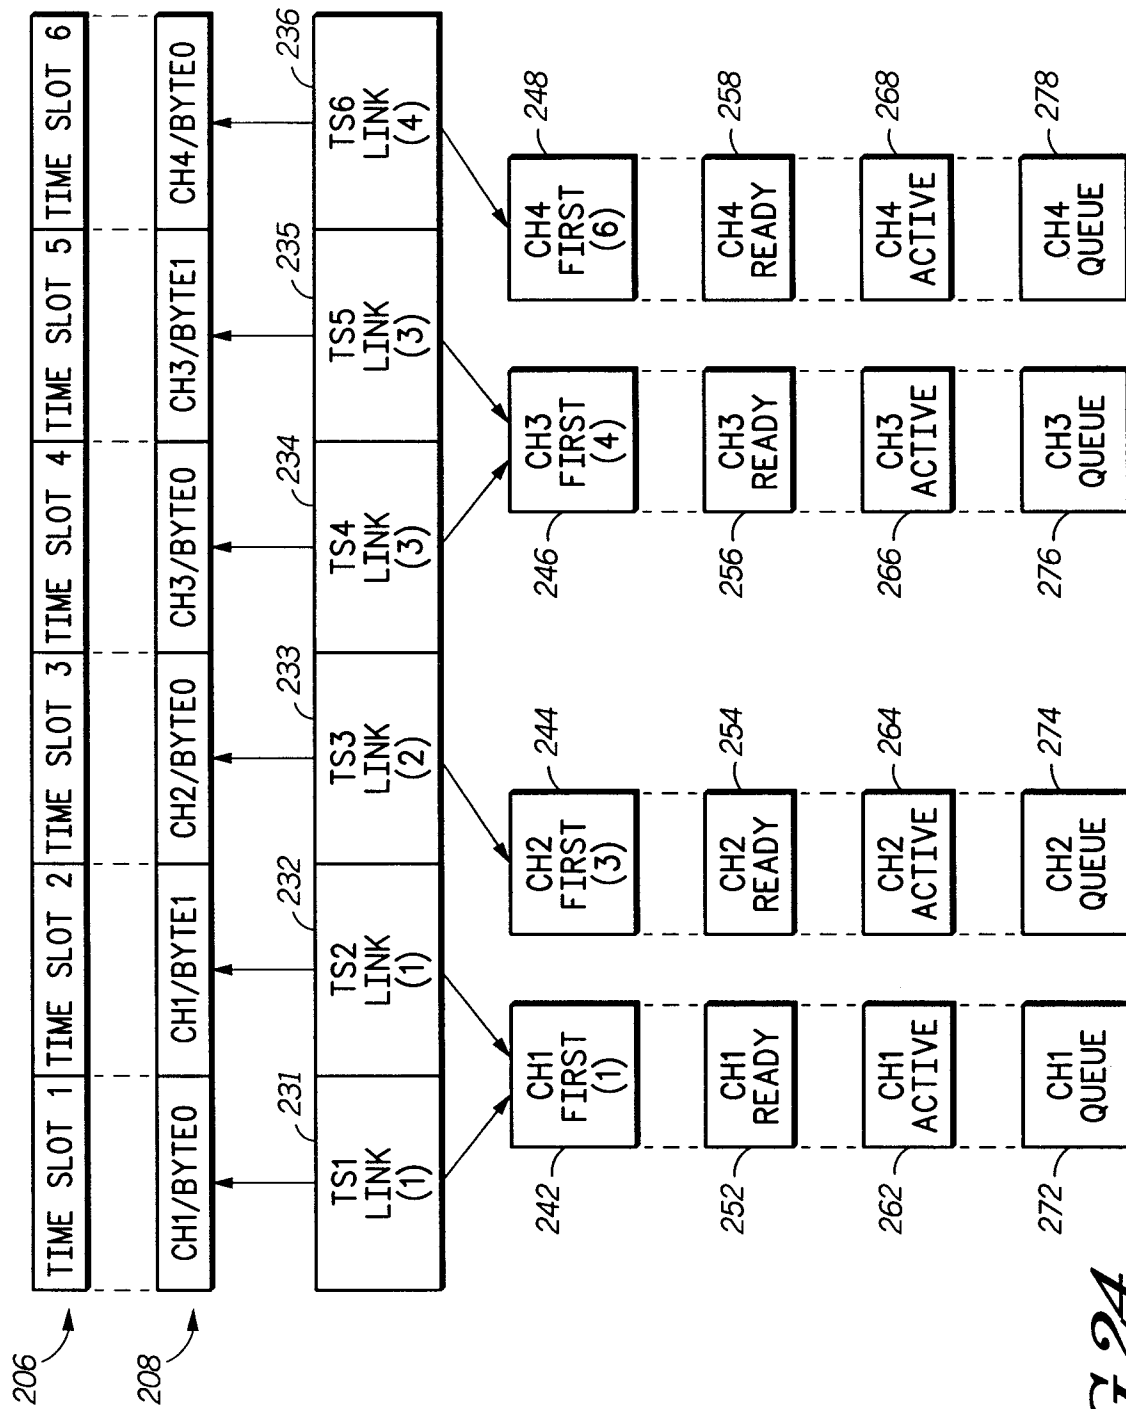 206
TIME SLOT 1
TIME SLOT 2
TIME SLOT 3
TIME SLOT 4
TIME SLOT 5
TIME SLOT 6
208
CH1/BYTE0
CH1/BYTE1
CH2/BYTE0
CH3/BYTE0
CH3/BYTE1
CH4/BYTE0
231
232
233
234
235
236
TS1
LINK
(1)
TS2
LINK
(1)
TS3
LINK
(2)
TS4
LINK
(3)
TS5
LINK
(3)
TS6
LINK
(4)
242
CH1
FIRST
(1)
CH2
FIRST
(3)
244
246
CH3
FIRST
(4)
CH4
FIRST
(6)
248
252
CH1
READY
CH2
READY
254
256
CH3
READY
CH4
READY
258
262
CH1
ACTIVE
CH2
ACTIVE
264
266
CH3
ACTIVE
CH4
ACTIVE
268
272
CH1
QUEUE
CH2
QUEUE
274
276
CH3
QUEUE
CH4
QUEUE
278
24